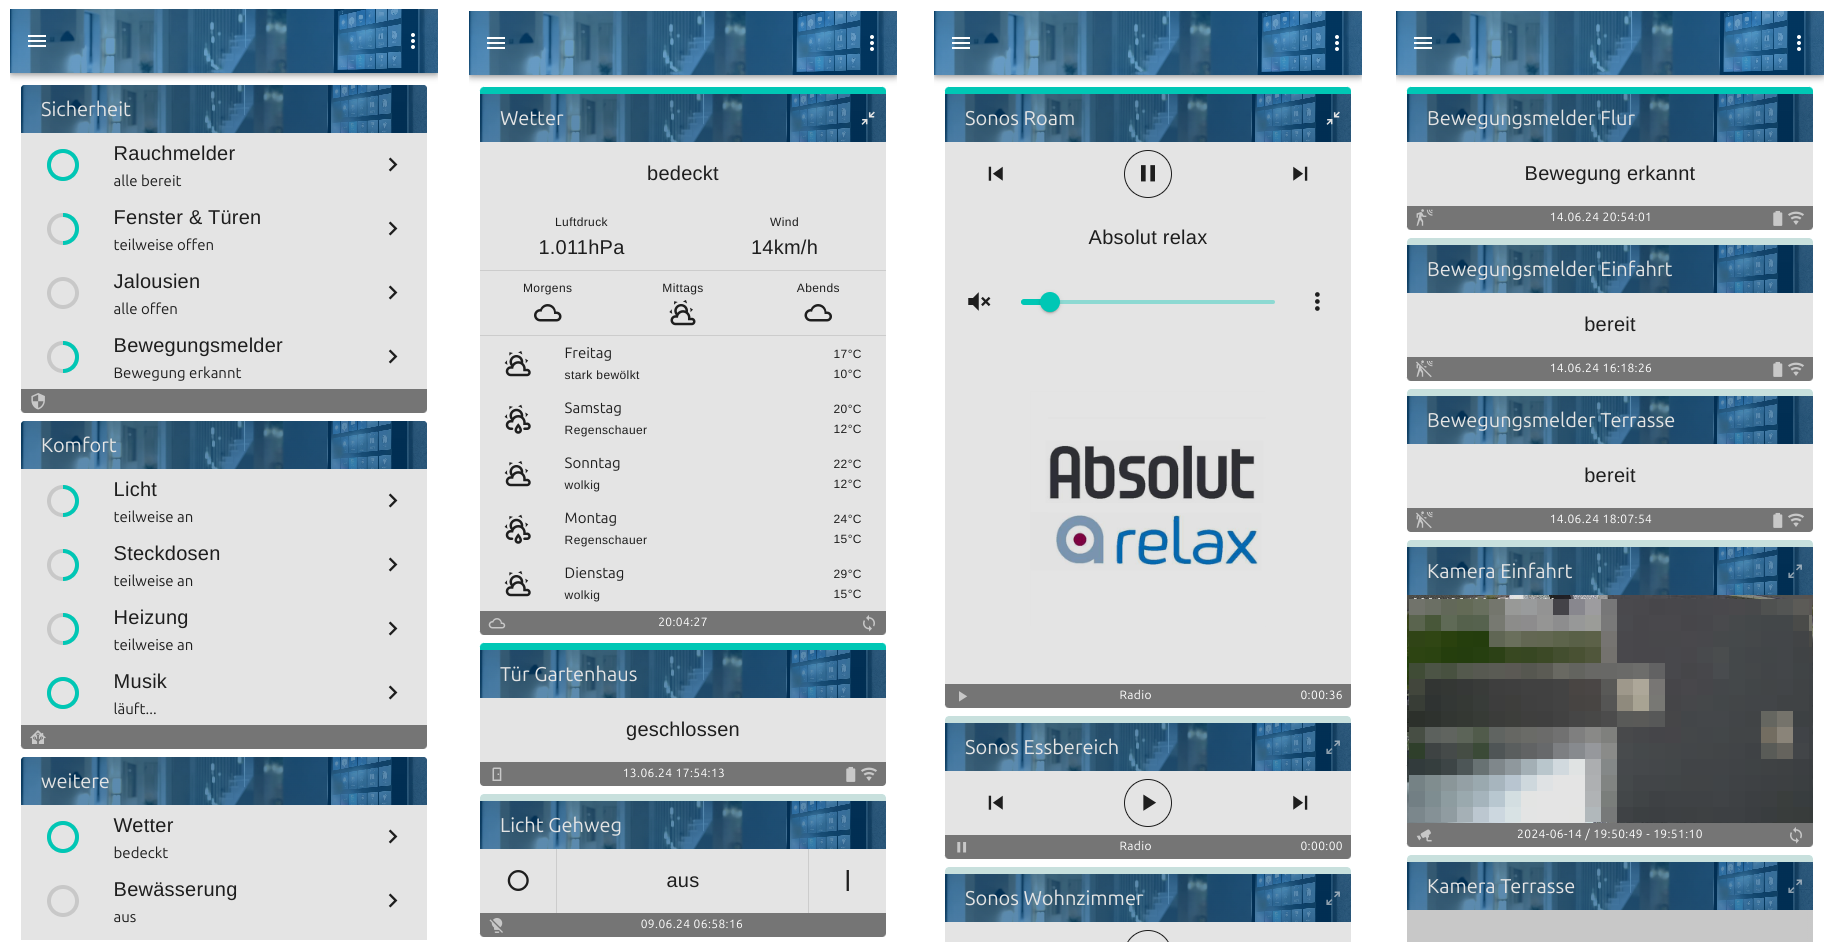 Sicherheit
Rauchmelder
alle bereit
Fenster & Türen
teilweise offen
Jalousien
alle offen
Bewegungsmelder
Bewegung erkannt
Komfort
Licht
teilweise an
Steckdosen
teilweise an
Heizung
teilweise an
Musik
läuft...
weitere
Wetter
bedeckt
Bewässerung
aus
Wetter
bedeckt
Luftdruck Wind
1.011hPa 14km/h
Morgens Mittags Abends
Freitag 17°C
stark bewölkt 10°C
Samstag 20°C
Regenschauer 12°C
Sonntag 22°C
wolkig 12°C
Montag 24°C
Regenschauer 15°C
Dienstag 29°C
wolkig 15°C
20:04:27
Tür Gartenhaus
geschlossen
13.06.24 17:54:13
Licht Gehweg
aus
09.06.24 06:58:16
Sonos Roam
Absolut relax
Absolut
relax
Radio 0:00:36
Sonos Essbereich
Radio 0:00:00
Sonos Wohnzimmer
Bewegungsmelder Flur
Bewegung erkannt
14.06.24 20:54:01
Bewegungsmelder Einfahrt
bereit
14.06.24 16:18:26
Bewegungsmelder Terrasse
bereit
14.06.24 18:07:54
Kamera Einfahrt
2024-06-14 / 19:50:49 - 19:51:10
Kamera Terrasse